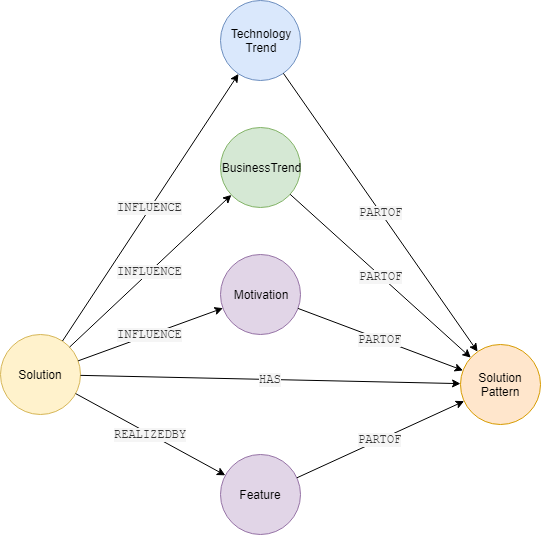 Technology
Trend
BusinessTrend
INFLUENCE
PARTOF
INFLUENCE
PARTOF
Motivation
INFLUENCE
PARTOF
Solution
HAS
Solution
Pattern
REALIZEDBY
PARTOF
Feature